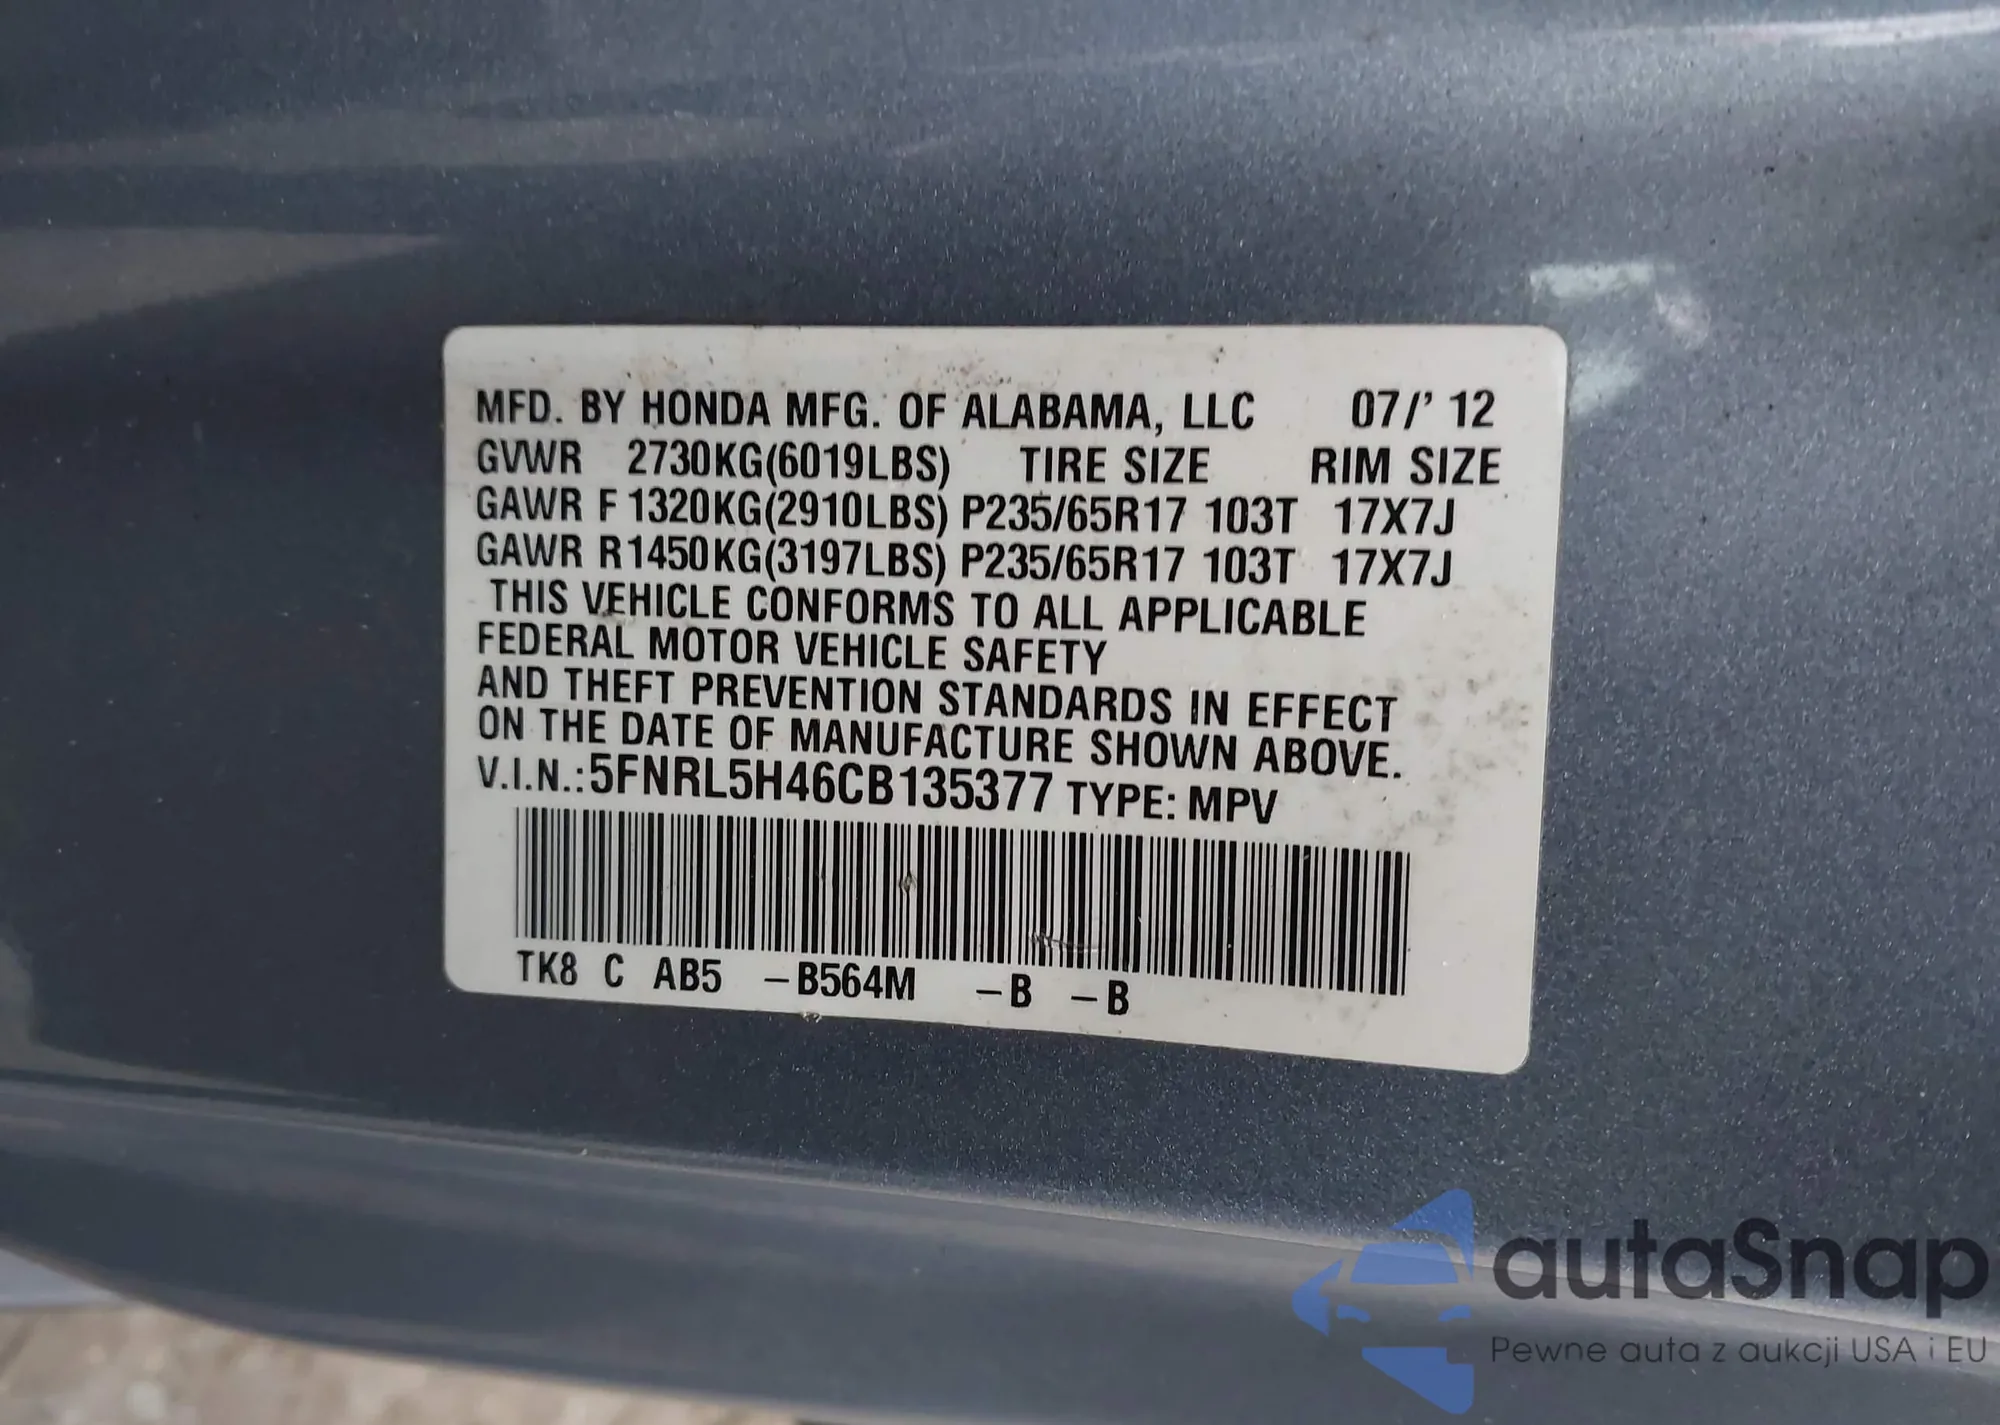 MFD. BY HONDA MFG. OF ALABAMA, LLC 07/' 12
GVWR 2730KG(6019LBS) TIRE SIZE RIM SIZE
GAWR F 1320KG(2910LBS) P235/65R17 103T 17X7J
GAWR R1450KG(3197LBS) P235/65R17 103T 17X7J
THIS VEHICLE CONFORMS TO ALL APPLICABLE
FEDERAL MOTOR VEHICLE SAFETY
AND THEFT PREVENTION STANDARDS IN EFFECT
ON THE DATE OF MANUFACTURE SHOWN ABOVE.
V.I.N.:5FNRL5H46CB135377 TYPE: MPV
TK8 C AB5 -B564M -B -B
autaSnap
Pewne auta z aukcji USA i EU